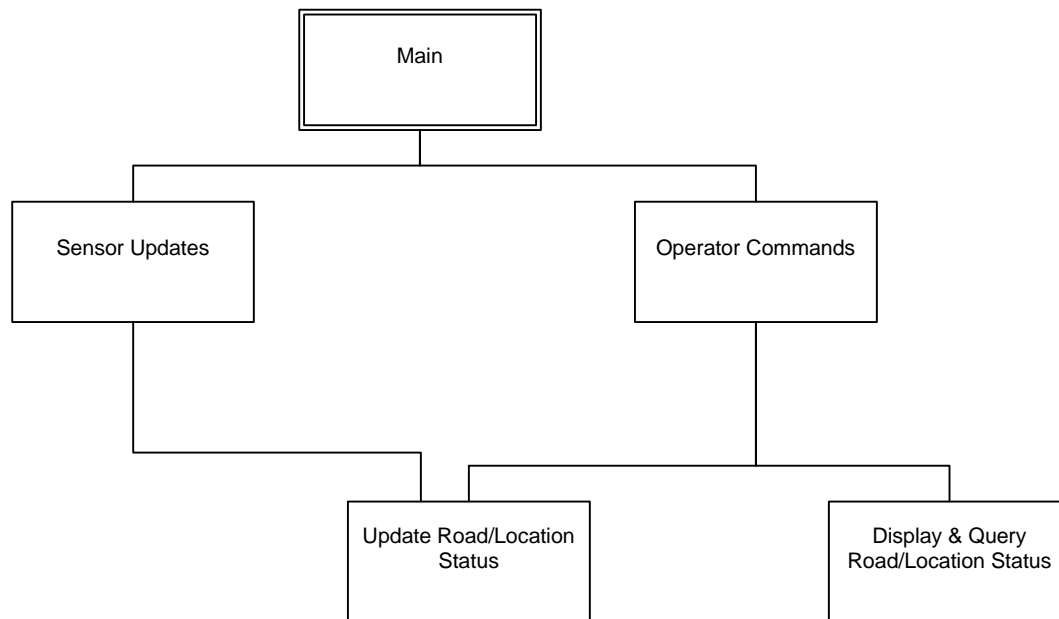 Main
Sensor Updates
Operator Commands
Update Road/Location
Status
Display & Query
Road/Location Status